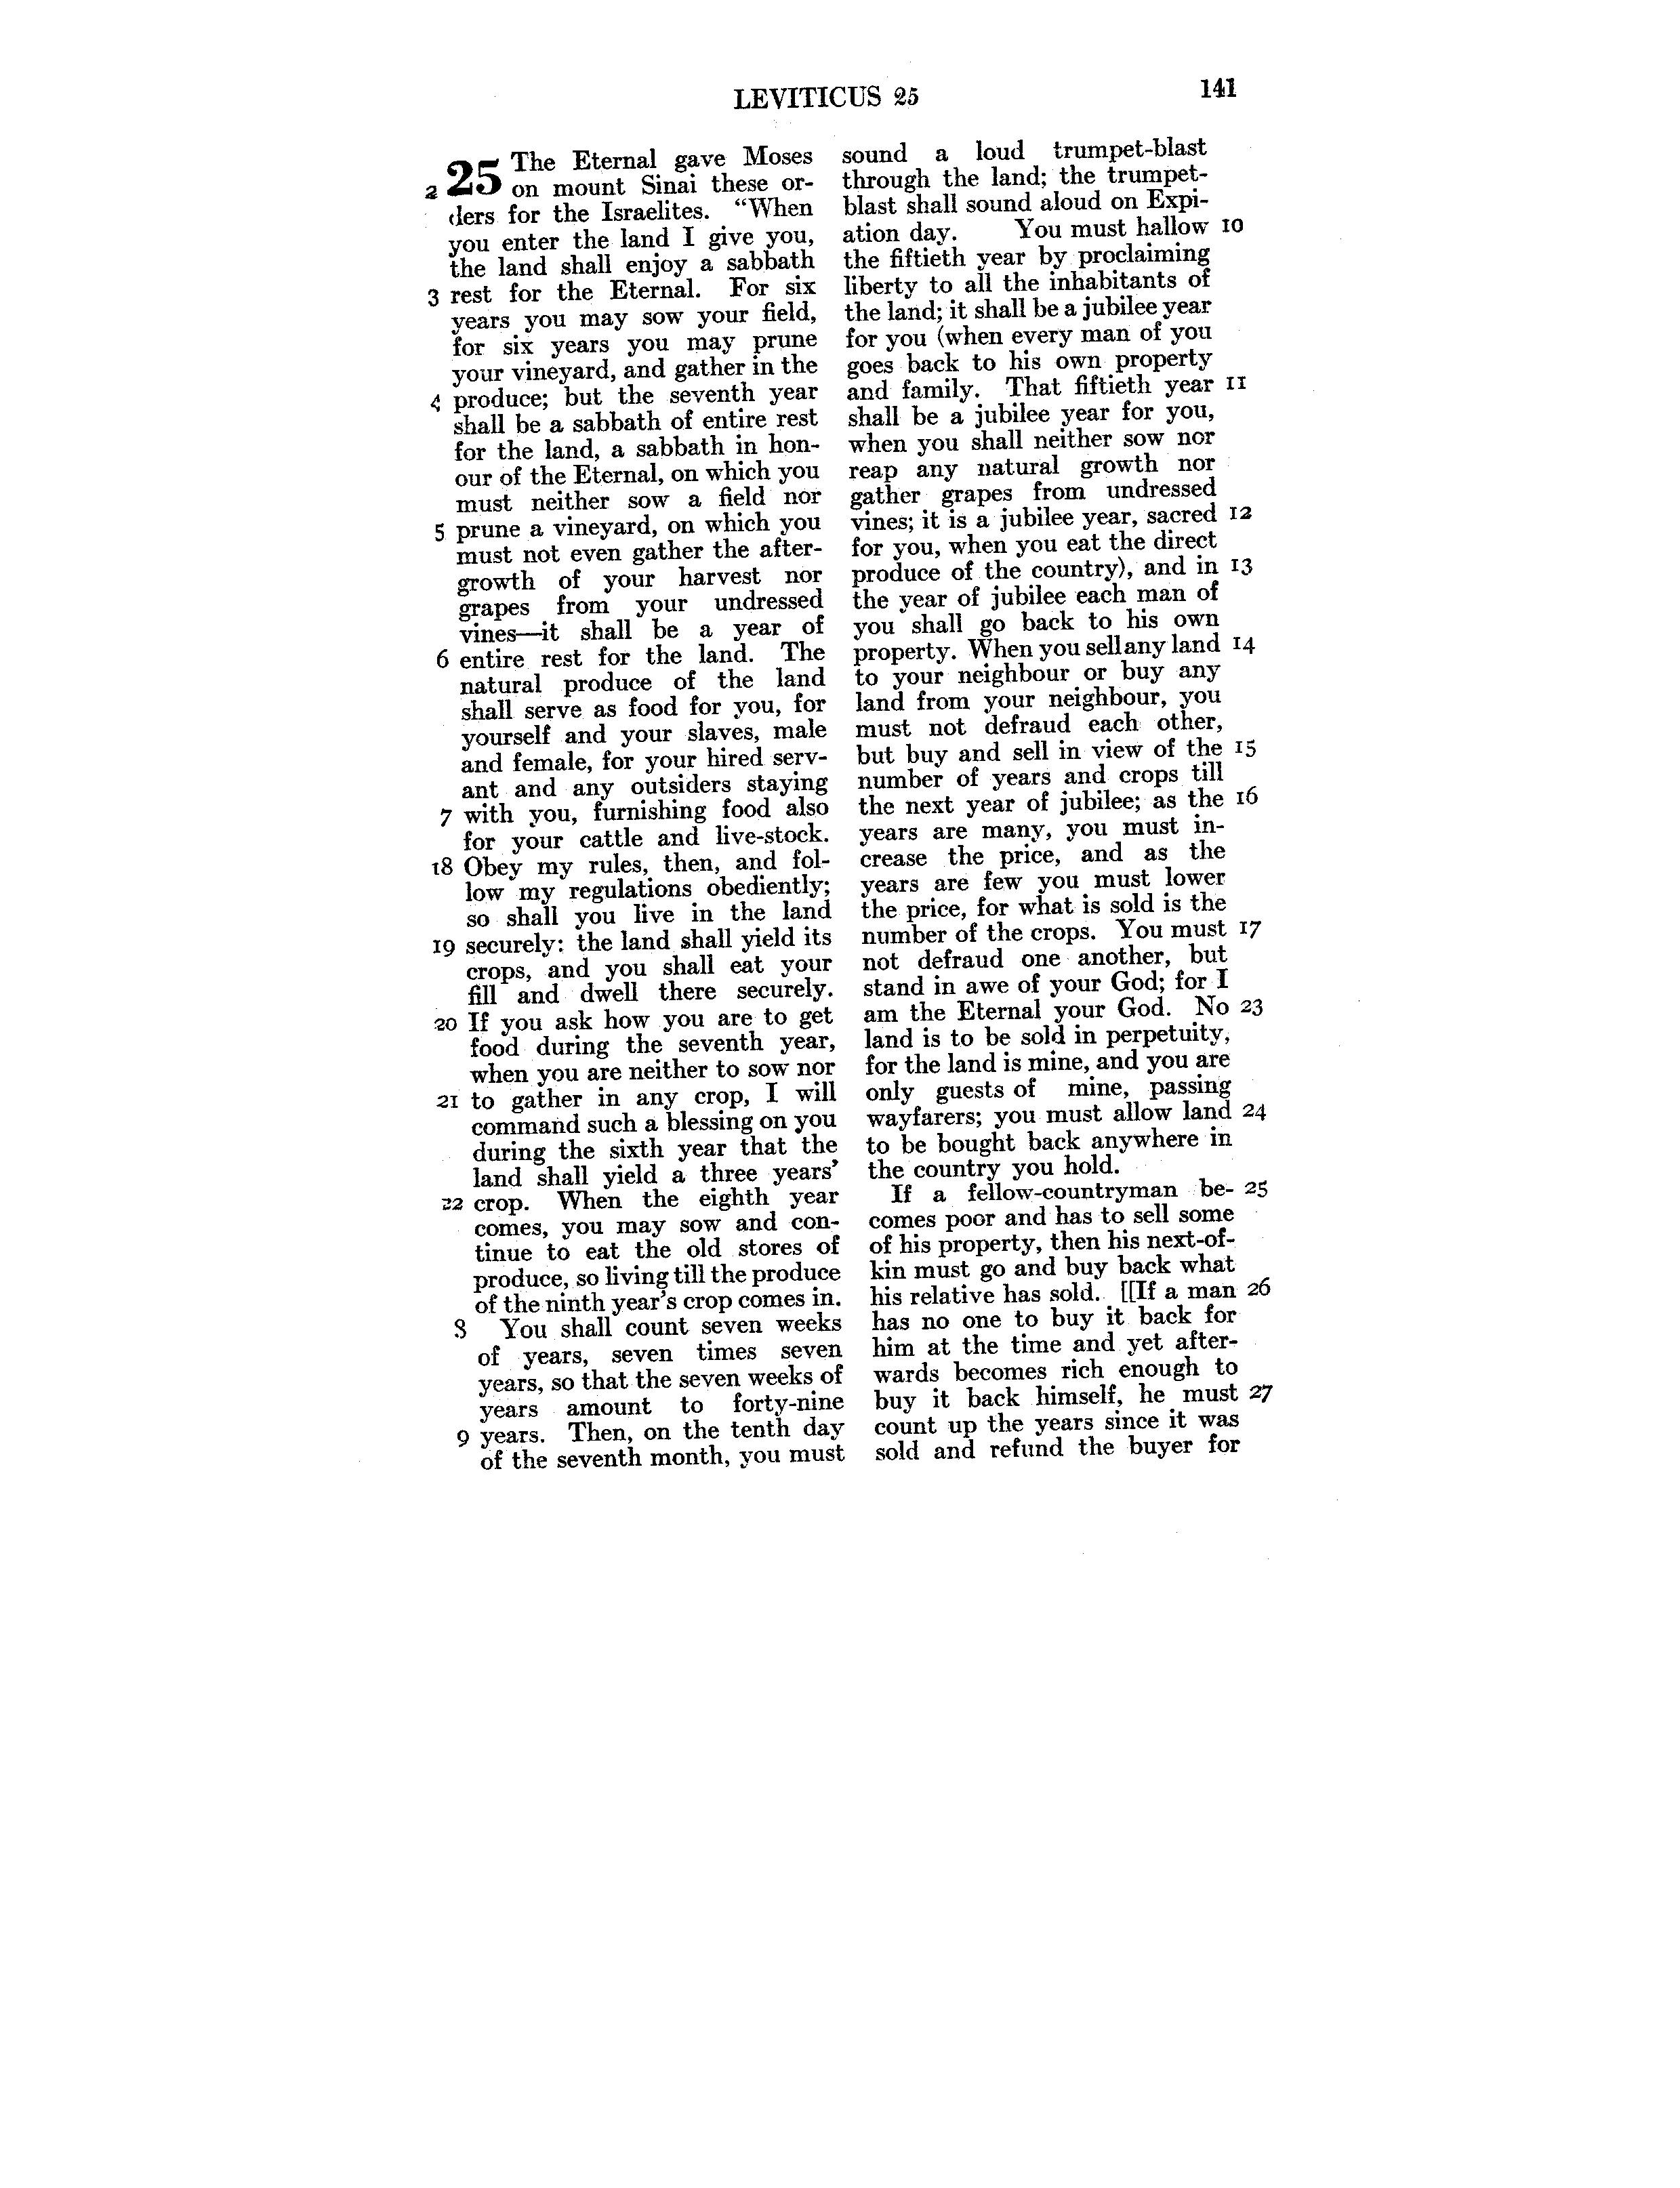 LEVITICUS 25
141
25 The Eternal gave Moses
2 on mount Sinai these or-
ders for the Israelites. “When
you enter the land I give you,
the land shall enjoy a sabbath
3 rest for the Eternal. For six
years you may sow your field,
for six years you may prune
your vineyard, and gather in the
4 produce; but the seventh year
shall be a sabbath of entire rest
for the land, a sabbath in hon-
our of the Eternal, on which you
must neither sow a field nor
5 prune a vineyard, on which you
must not even gather the after-
growth of your harvest nor
grapes from your undressed
vines—it shall be a year of
6 entire rest for the land. The
natural produce of the land
shall serve as food for you, for
yourself and your slaves, male
and female, for your hired serv-
ant and any outsiders staying
7 with you, furnishing food also
for your cattle and live-stock.
18 Obey my rules, then, and fol-
low my regulations obediently;
so shall you live in the land
19 securely: the land shall yield its
crops, and you shall eat your
fill and dwell there securely.
20 If you ask how you are to get
food during the seventh year,
when you are neither to sow nor
21 to gather in any crop, I will
command such a blessing on you
during the sixth year that the
land shall yield a three years’
22 crop. When the eighth year
comes, you may sow and con-
tinue to eat the old stores of
produce, so living till the produce
of the ninth year’s crop comes in.
8 You shall count seven weeks
of years, seven times seven
years, so that the seven weeks of
years amount to forty-nine
9 years. Then, on the tenth day
of the seventh month, you must
sound a loud trumpet-blast
through the land; the trumpet-
blast shall sound aloud on Expi-
ation day. You must hallow 10
the fiftieth year by proclaiming
liberty to all the inhabitants of
the land; it shall be a jubilee year
for you (when every man of you
goes back to his own property
and family. That fiftieth year 11
shall be a jubilee year for you,
when you shall neither sow nor
reap any natural growth nor
gather grapes from undressed
vines; it is a jubilee year, sacred 12
for you, when you eat the direct
produce of the country), and in 13
the year of jubilee each man of
you shall go back to his own
property. When you sell any land 14
to your neighbour or buy any
land from your neighbour, you
must not defraud each other,
but buy and sell in view of the 15
number of years and crops till
the next year of jubilee; as the 16
years are many, you must in-
crease the price, and as the
years are few you must lower
the price, for what is sold is the
number of the crops. You must 17
not defraud one another, but
stand in awe of your God; for I
am the Eternal your God. No 23
land is to be sold in perpetuity,
for the land is mine, and you are
only guests of mine, passing
wayfarers; you must allow land 24
to be bought back anywhere in
the country you hold.
If a fellow-countryman be- 25
comes poor and has to sell some
of his property, then his next-of-
kin must go and buy back what
his relative has sold. [[If a man 26
has no one to buy it back for
him at the time and yet after-
wards becomes rich enough to
buy it back himself, he must 27
count up the years since it was
sold and refund the buyer for